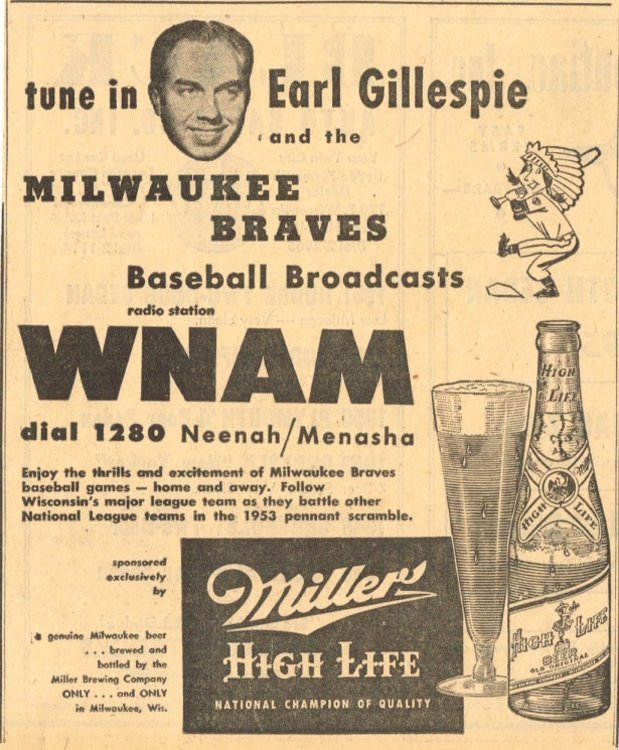 tune in
Earl Gillespie
and the
MILWAUKEE
BRAVES
Baseball Broadcasts
radio station
WNAM
dial 1280 Neenah/Menasha
Enjoy the thrills and excitement of Milwaukee Braves
baseball games — home and away. Follow
Wisconsin's major league team as they battle other
National League teams in the 1953 pennant scramble.
sponsored
exclusively
by
a genuine Milwaukee beer
. . . brewed and
bottled by the
Miller Brewing Company
ONLY . . . and ONLY
in Milwaukee, Wis.
Miller
HIGH LIFE
NATIONAL CHAMPION OF QUALITY
HIGH
LIFE
HIGH LIFE
HIGH LIFE
BEER